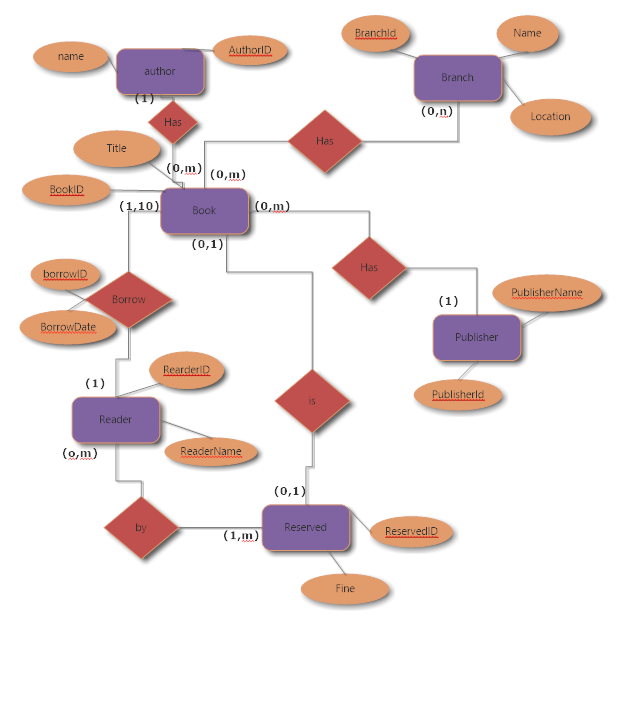 BranchId
Name
AuthorID
name
author
Branch
(1)
(0,n)
Has
Location
Has
Title
(0,m)
(0,m)
BookID
(1,10)
Book
(0,m)
(0,1)
Has
borrowID
Borrow
PublisherName
(1)
BorrowDate
Publisher
RearderID
(1)
PublisherId
is
Reader
ReaderName
(o,m)
(0,1)
by
Reserved
ReservedID
(1,m)
Fine